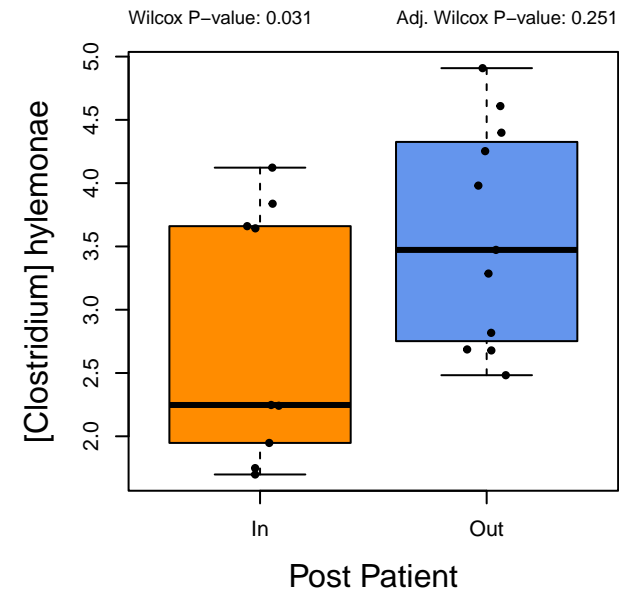 Wilcox P−value: 0.031 Adj. Wilcox P−value: 0.251
[Clostridium] hylemonae
5.0
4.5
4.0
3.5
3.0
2.5
2.0
In Out
Post Patient